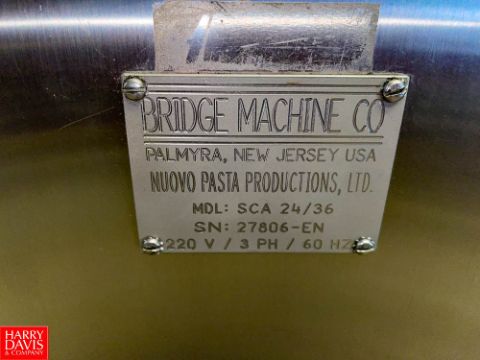 BRIDGE MACHINE CO
PALMYRA, NEW JERSEY USA
NUOVO PASTA PRODUCTIONS, LTD.
MDL: SCA 24/36
SN: 27806-EN
220 V / 3 PH / 60 HZ
HARRY
DAVIS
& COMPANY